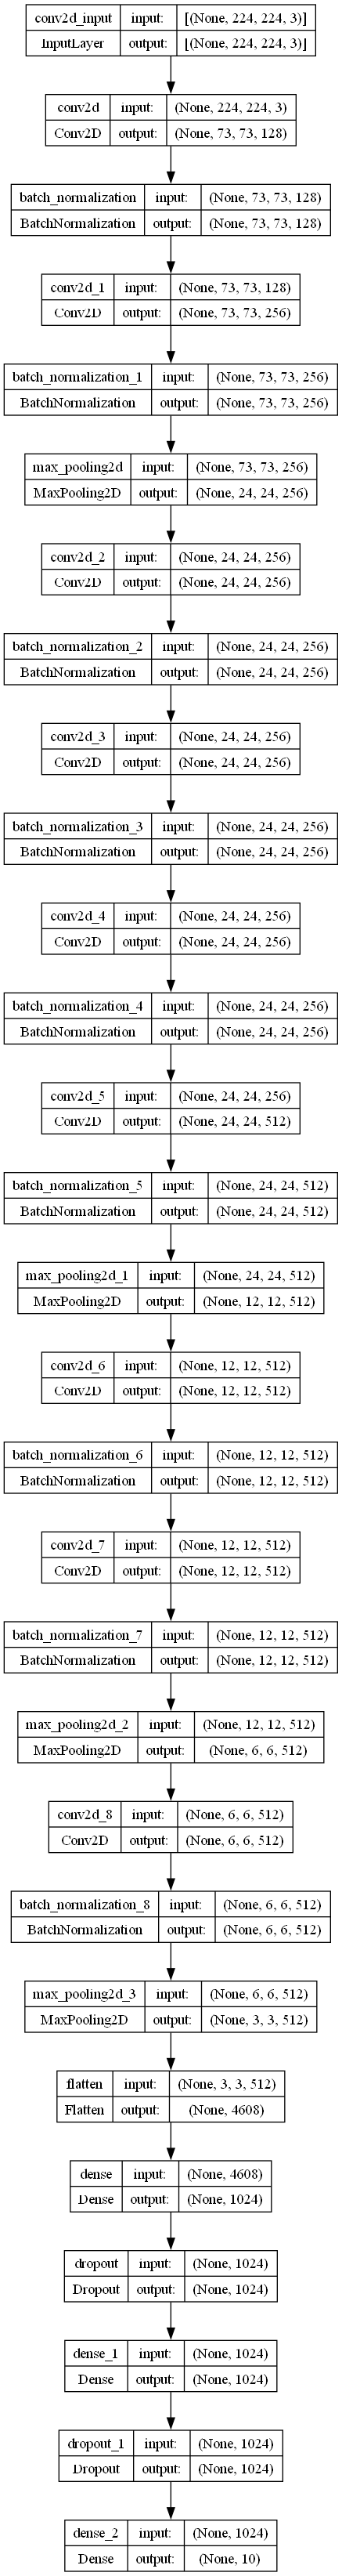 conv2d_input input: [(None, 224, 224, 3)]
InputLayer output: [(None, 224, 224, 3)]
conv2d input: (None, 224, 224, 3)
Conv2D output: (None, 73, 73, 128)
batch_normalization input: (None, 73, 73, 128)
BatchNormalization output: (None, 73, 73, 128)
conv2d_1 input: (None, 73, 73, 128)
Conv2D output: (None, 73, 73, 256)
batch_normalization_1 input: (None, 73, 73, 256)
BatchNormalization output: (None, 73, 73, 256)
max_pooling2d input: (None, 73, 73, 256)
MaxPooling2D output: (None, 24, 24, 256)
conv2d_2 input: (None, 24, 24, 256)
Conv2D output: (None, 24, 24, 256)
batch_normalization_2 input: (None, 24, 24, 256)
BatchNormalization output: (None, 24, 24, 256)
conv2d_3 input: (None, 24, 24, 256)
Conv2D output: (None, 24, 24, 256)
batch_normalization_3 input: (None, 24, 24, 256)
BatchNormalization output: (None, 24, 24, 256)
conv2d_4 input: (None, 24, 24, 256)
Conv2D output: (None, 24, 24, 256)
batch_normalization_4 input: (None, 24, 24, 256)
BatchNormalization output: (None, 24, 24, 256)
conv2d_5 input: (None, 24, 24, 256)
Conv2D output: (None, 24, 24, 512)
batch_normalization_5 input: (None, 24, 24, 512)
BatchNormalization output: (None, 24, 24, 512)
max_pooling2d_1 input: (None, 24, 24, 512)
MaxPooling2D output: (None, 12, 12, 512)
conv2d_6 input: (None, 12, 12, 512)
Conv2D output: (None, 12, 12, 512)
batch_normalization_6 input: (None, 12, 12, 512)
BatchNormalization output: (None, 12, 12, 512)
conv2d_7 input: (None, 12, 12, 512)
Conv2D output: (None, 12, 12, 512)
batch_normalization_7 input: (None, 12, 12, 512)
BatchNormalization output: (None, 12, 12, 512)
max_pooling2d_2 input: (None, 12, 12, 512)
MaxPooling2D output: (None, 6, 6, 512)
conv2d_8 input: (None, 6, 6, 512)
Conv2D output: (None, 6, 6, 512)
batch_normalization_8 input: (None, 6, 6, 512)
BatchNormalization output: (None, 6, 6, 512)
max_pooling2d_3 input: (None, 6, 6, 512)
MaxPooling2D output: (None, 3, 3, 512)
flatten input: (None, 3, 3, 512)
Flatten output: (None, 4608)
dense input: (None, 4608)
Dense output: (None, 1024)
dropout input: (None, 1024)
Dropout output: (None, 1024)
dense_1 input: (None, 1024)
Dense output: (None, 1024)
dropout_1 input: (None, 1024)
Dropout output: (None, 1024)
dense_2 input: (None, 1024)
Dense output: (None, 10)